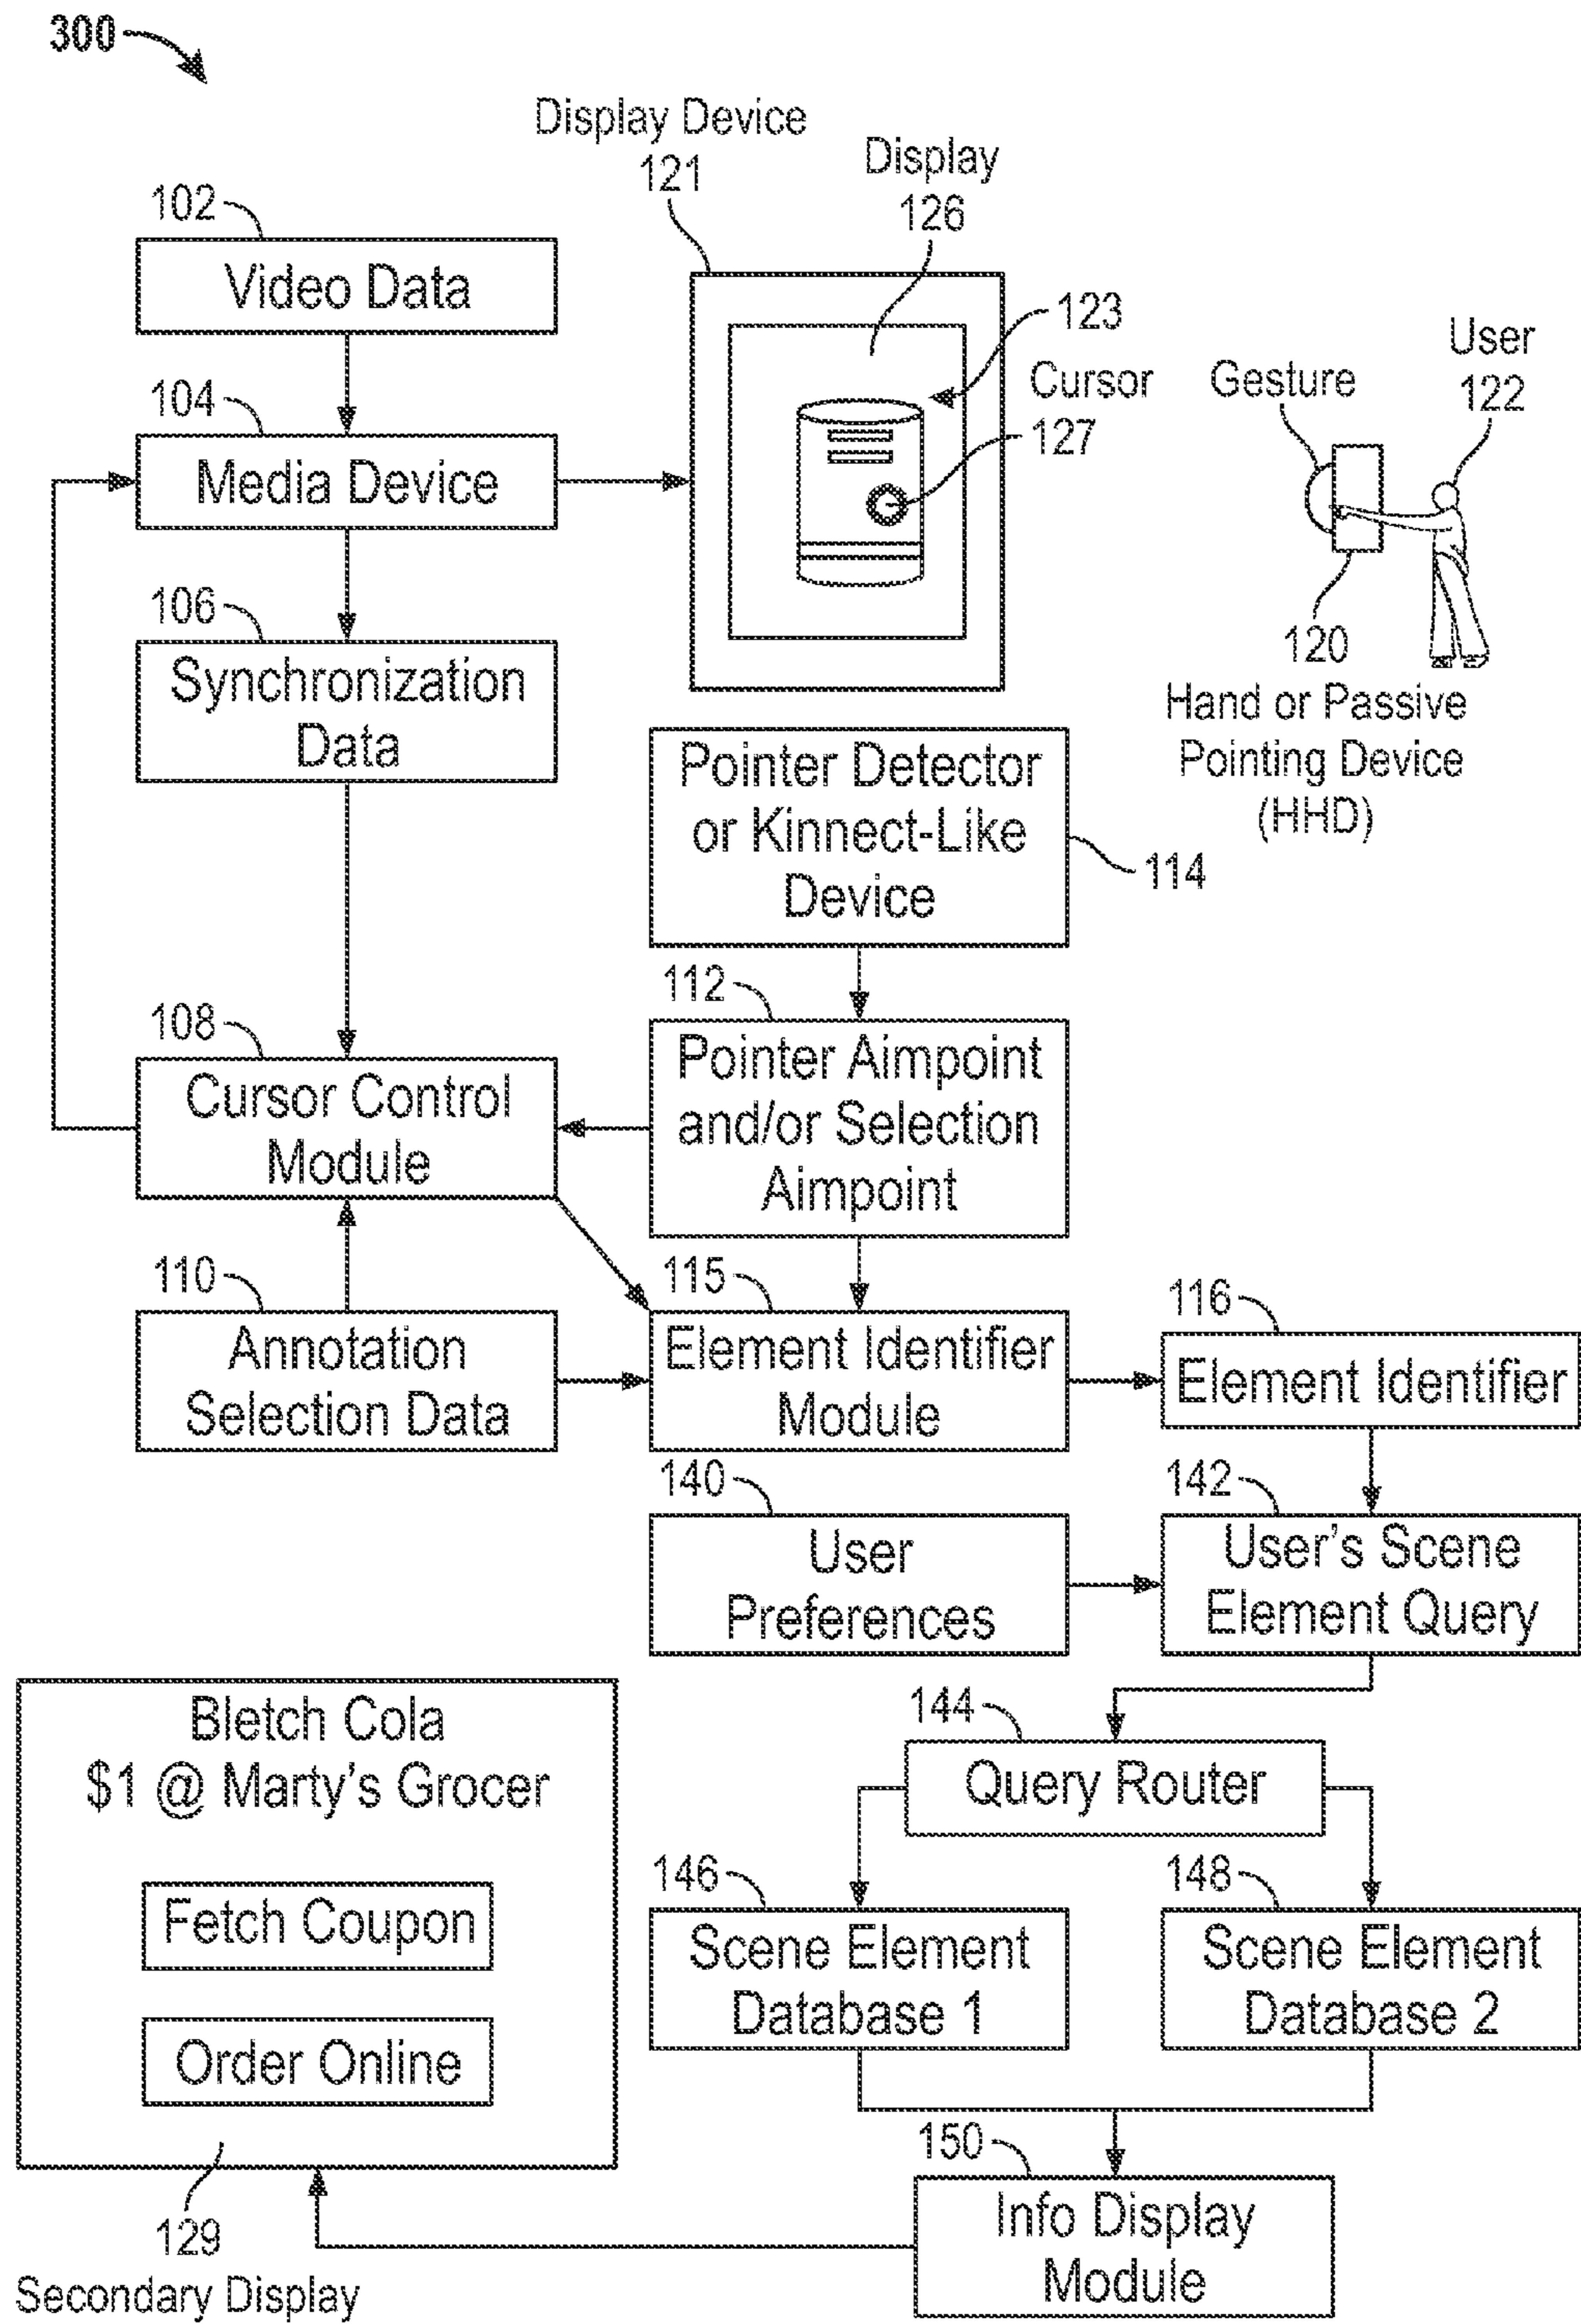 300
Display Device
121
Display
126
102
Video Data
123
Cursor
127
Gesture
User
122
104
Media Device
106
Synchronization
Data
120
Hand or Passive
Pointing Device
(HHD)
Pointer Detector
or Kinnect-Like
Device
114
112
Pointer Aimpoint
and/or Selection
Aimpoint
108
Cursor Control
Module
110
Annotation
Selection Data
115
Element Identifier
Module
116
Element Identifier
140
User
Preferences
142
User's Scene
Element Query
144
Query Router
146
Scene Element
Database 1
148
Scene Element
Database 2
150
Info Display
Module
Bletch Cola
$1 @ Marty's Grocer
Fetch Coupon
Order Online
129
Secondary Display